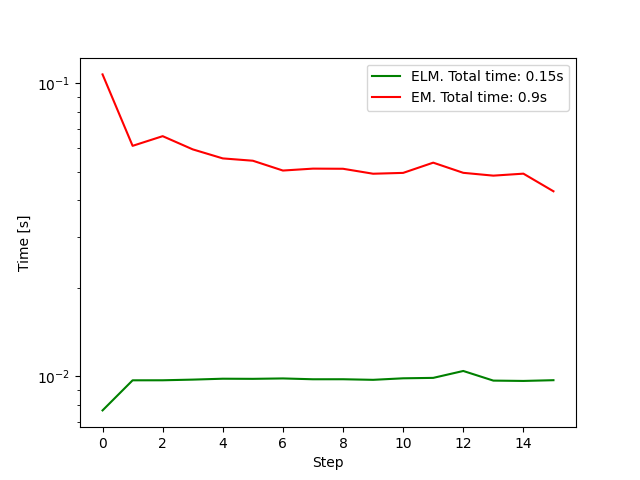 ELM. Total time: 0.15s
EM. Total time: 0.9s
10⁻¹
10⁻²
Time [s]
0 2 4 6 8 10 12 14
Step